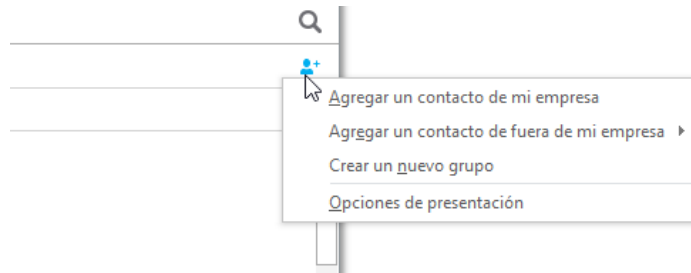 Agregar un contacto de mi empresa
Agregar un contacto de fuera de mi empresa
Crear un nuevo grupo
Opciones de presentación